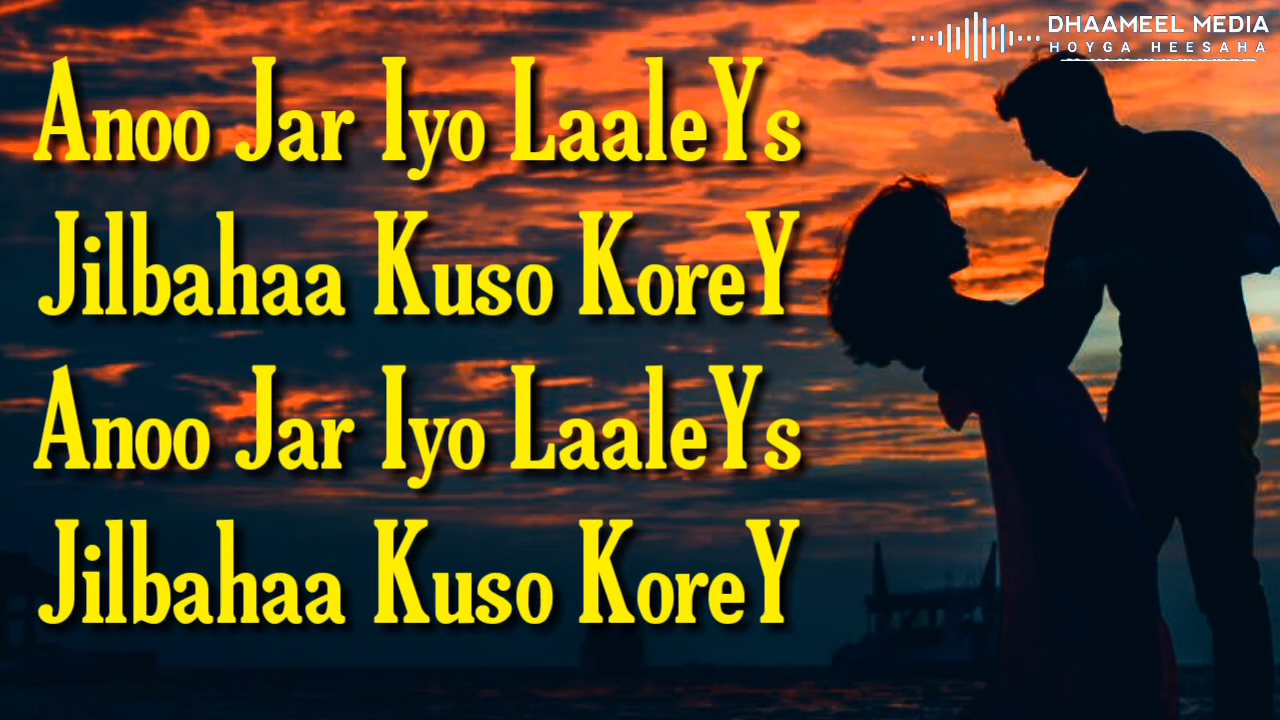 DHAAMEEL MEDIA
HOYGA HEESAHA
Anoo Jar Iyo LaaleYs
Jilbahaa Kuso KoreY
Anoo Jar Iyo LaaleYs
Jilbahaa Kuso KoreY